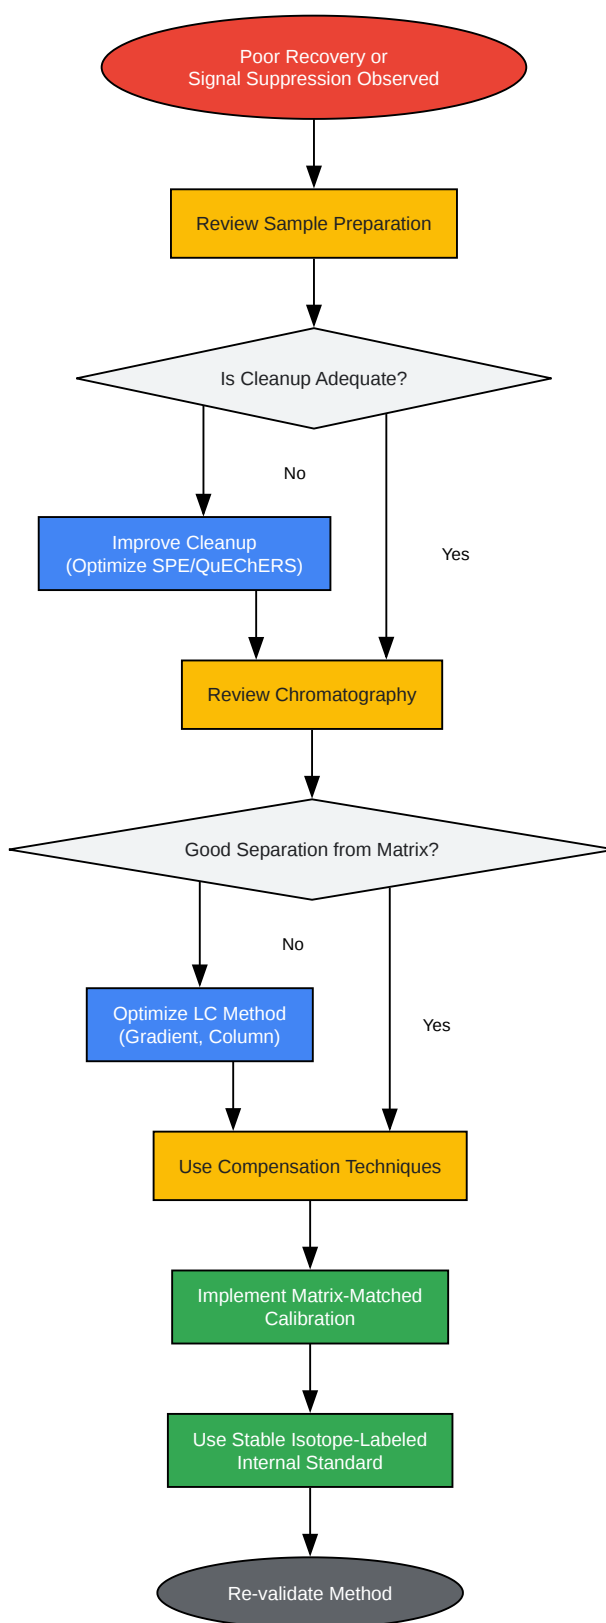 Poor Recovery or
Signal Suppression Observed
Review Sample Preparation
Is Cleanup Adequate?
No
Improve Cleanup
(Optimize SPE/QuEChERS)
Yes
Review Chromatography
Good Separation from Matrix?
No
Optimize LC Method
(Gradient, Column)
Yes
Use Compensation Techniques
Implement Matrix-Matched
Calibration
Use Stable Isotope-Labeled
Internal Standard
Re-validate Method